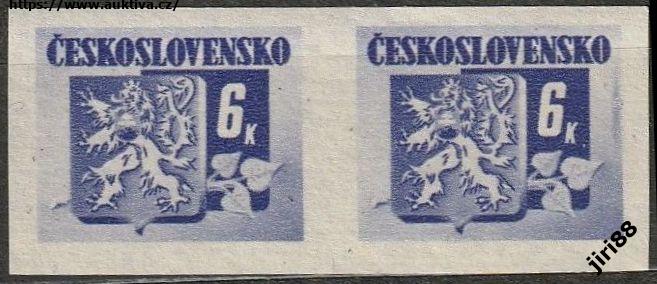 https://www.auktiva.cz/
ČESKOSLOVENSKO ČESKOSLOVENSKO
6K 6K
jiri88